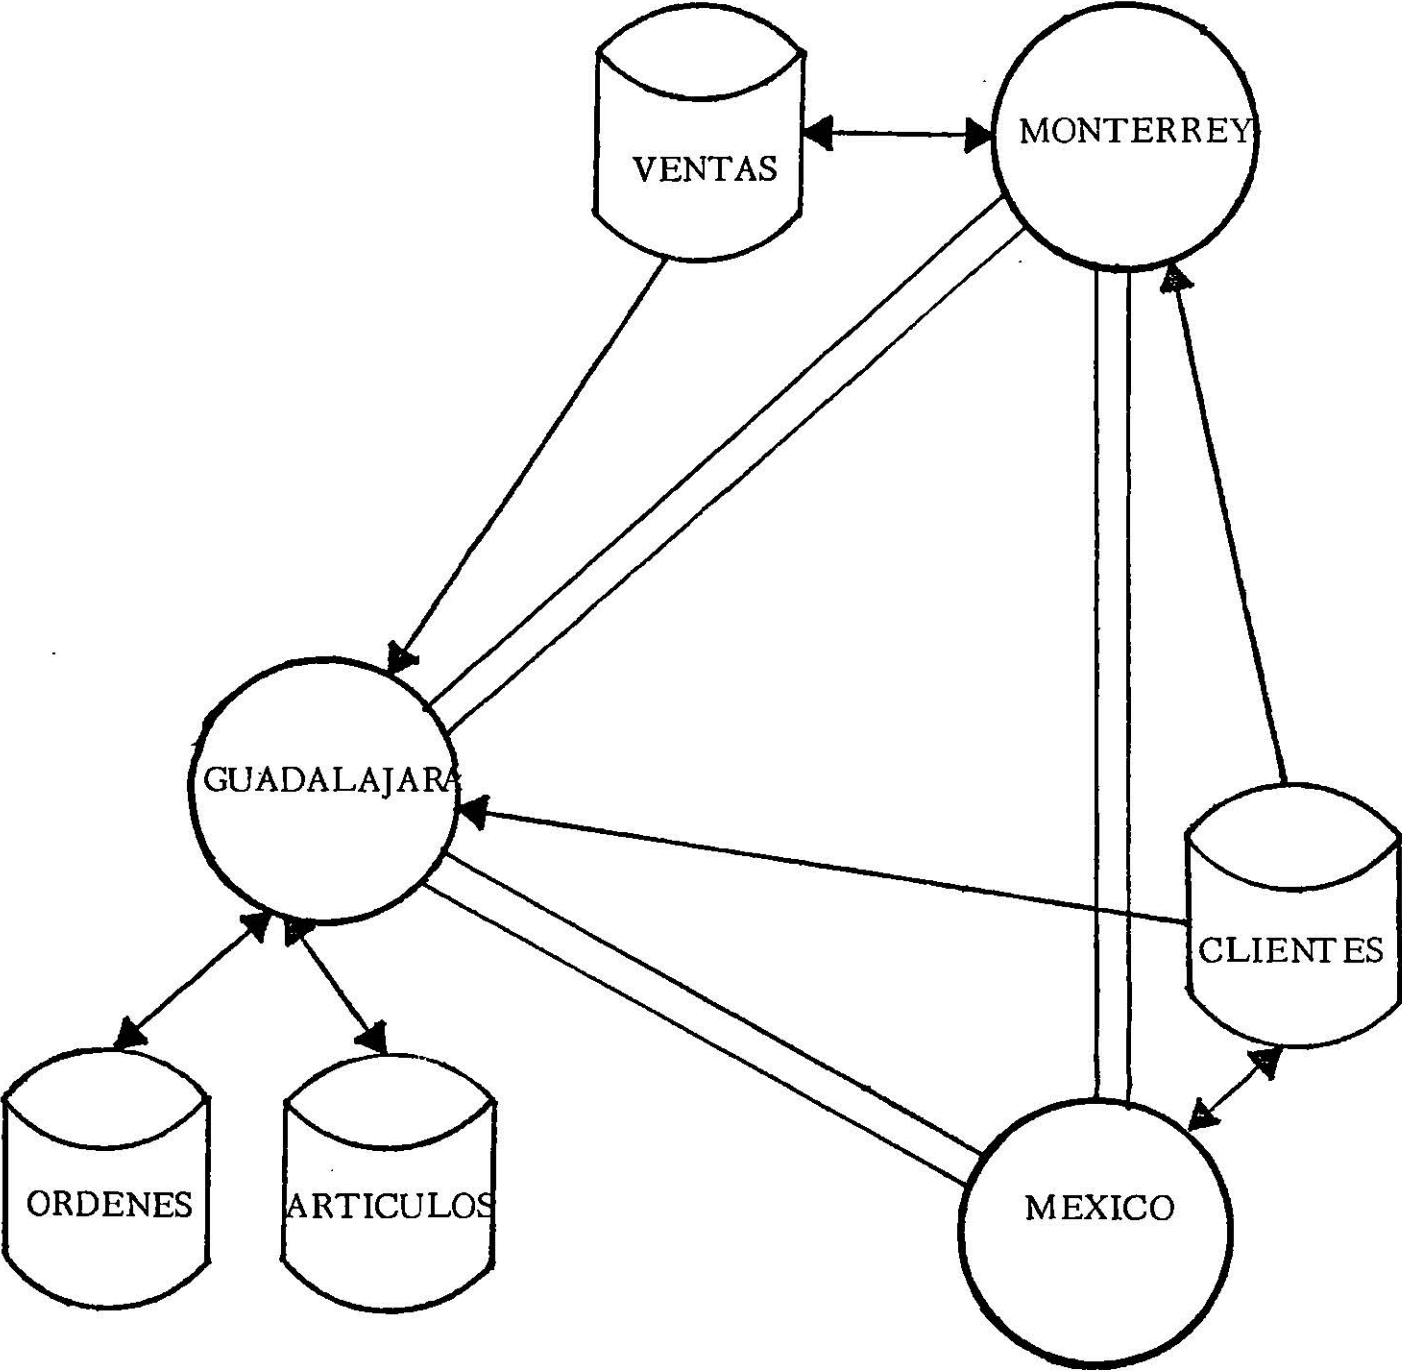 MONTERREY
VENTAS
GUADALAJARA
CLIENTES
ORDENES
ARTICULOS
MEXICO